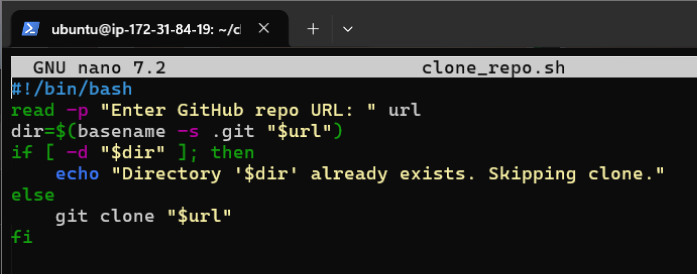 ubuntu@ip-172-31-84-19: ~/cl
GNU nano 7.2 clone_repo.sh
#!/bin/bash
read -p "Enter GitHub repo URL: " url
dir=$(basename -s .git "$url")
if [ -d "$dir" ]; then
    echo "Directory '$dir' already exists. Skipping clone."
else
    git clone "$url"
fi